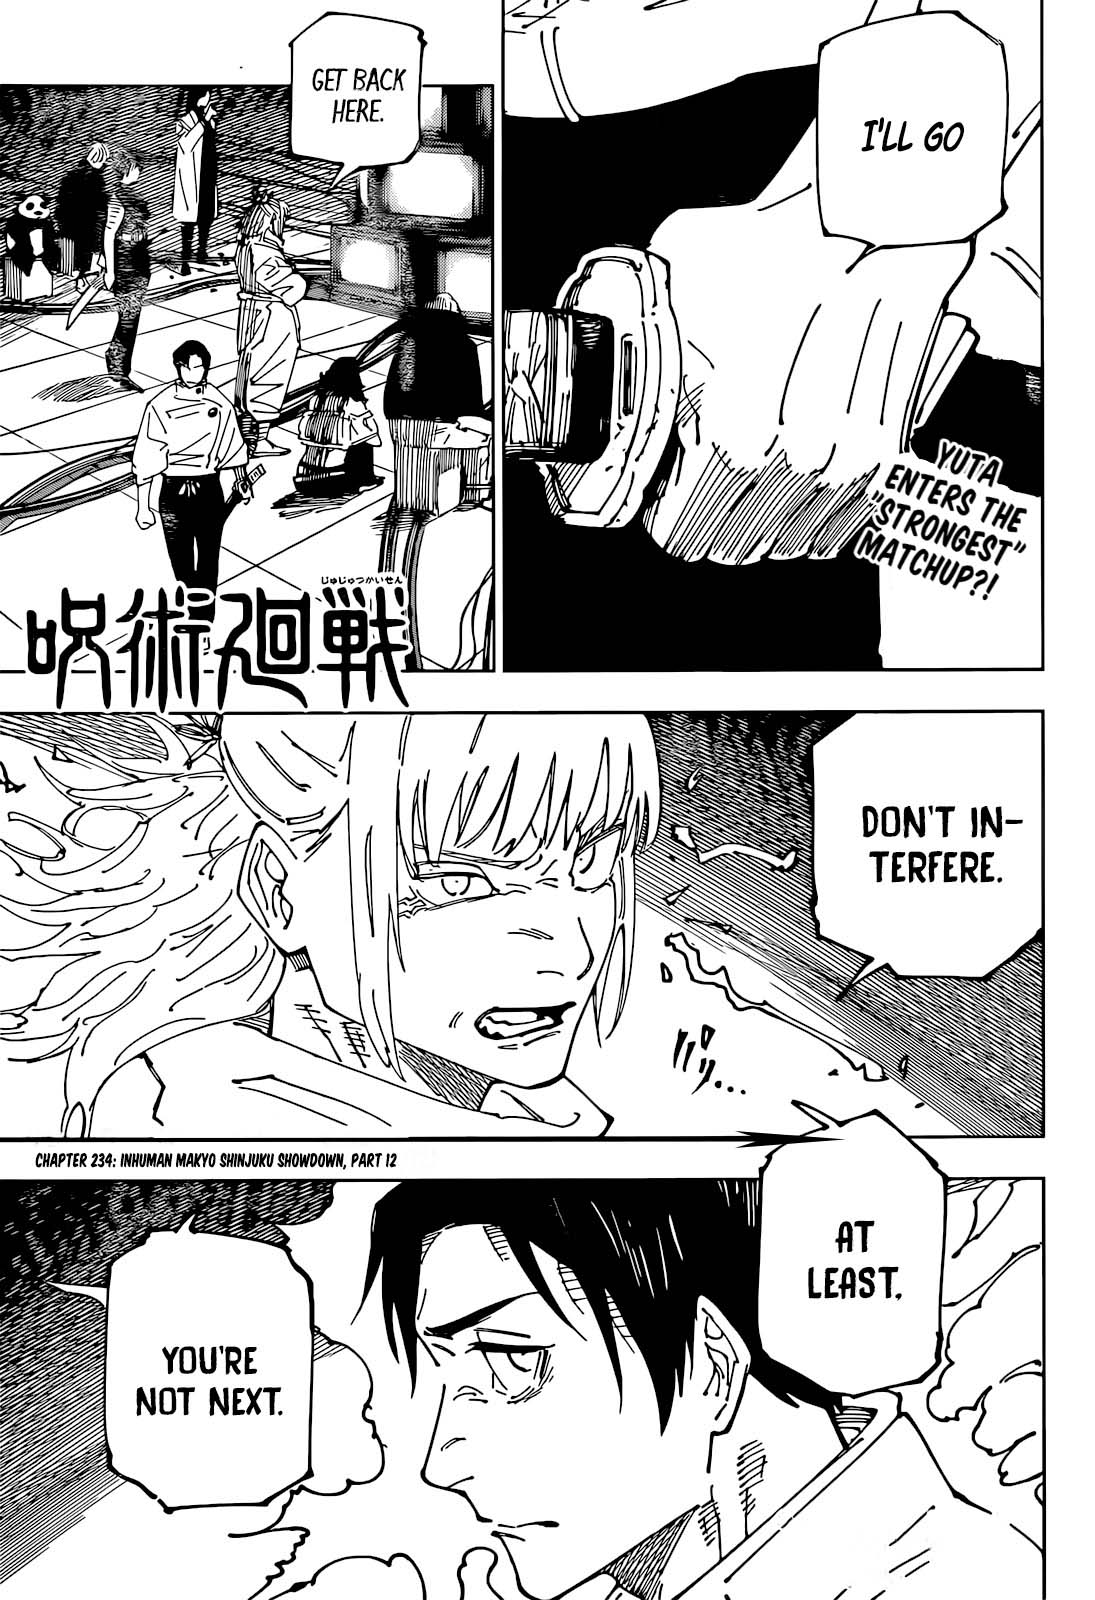 I'LL GO
YUTA
ENTERS THE
"STRONGEST"
MATCHUP?!
GET BACK
HERE.
じゅじゅつかいせん
呪術廻戦
DON'T IN-
TERFERE.
バッ...
CHAPTER 234: INHUMAN MAKYO SHINJUKU SHOWDOWN, PART 12
AT
LEAST,
YOU'RE
NOT NEXT.